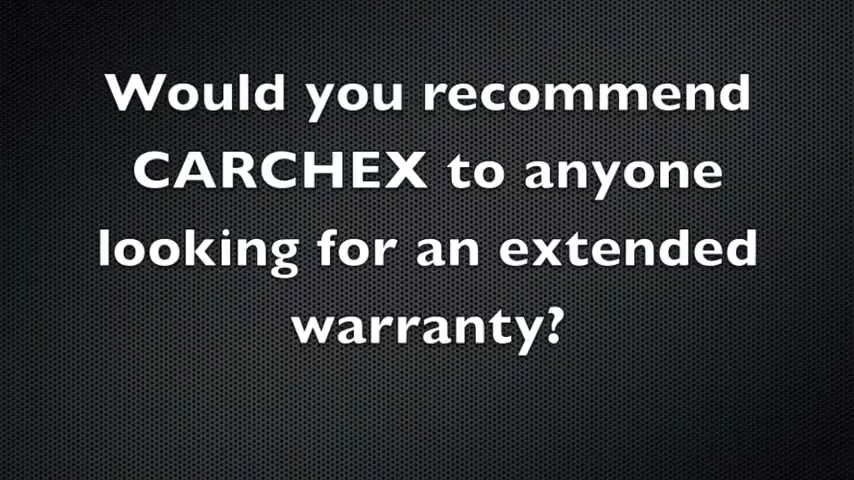 Would you recommend
CARCHEX to anyone
looking for an extended
warranty?